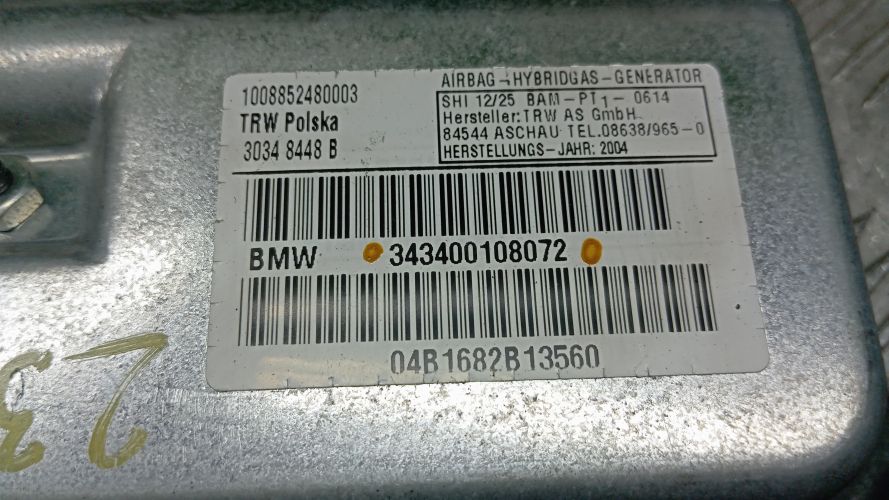 1008852480003
TRW Polska
3034 8448 B
AIRBAG-HYBRIDGAS-GENERATOR
SHI 12/25 BAM-PT1-0614
Hersteller:TRW AS GmbH
84544 ASCHAU TEL.08638/965-0
HERSTELLUNGS-JAHR: 2004
BMW 343400108072
04B1682B13560
23